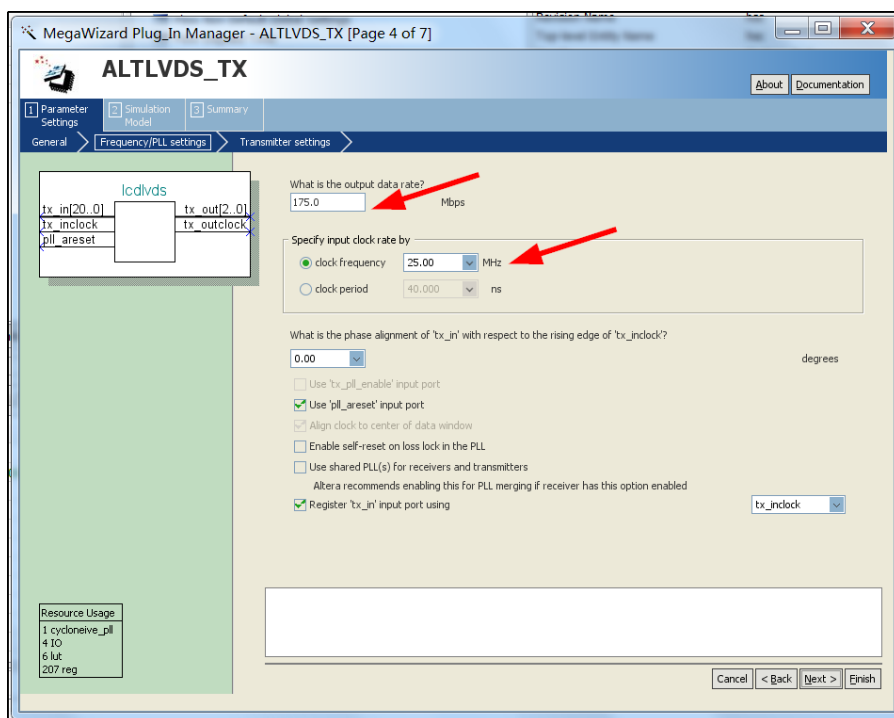 Revision Name
MegaWizard Plug_In Manager - ALTLVDS_TX [Page 4 of 7]
Top-level Entity Name
ALTLVDS_TX
About
Documentation
1 Parameter Settings
2 Simulation Model
3 Summary
General
Frequency/PLL settings
Transmitter settings
lcdlvds
tx_in[20..0]
tx_out[2..0]
tx_inclock
tx_outclock
pll_areset
What is the output data rate?
175.0 Mbps
Specify input clock rate by
clock frequency 25.00 MHz
clock period 40.000 ns
What is the phase alignment of 'tx_in' with respect to the rising edge of 'tx_inclock'?
0.00 degrees
Use 'tx_pll_enable' input port
Use 'pll_areset' input port
Align clock to center of data window
Enable self-reset on loss lock in the PLL
Use shared PLL(s) for receivers and transmitters
Altera recommends enabling this for PLL merging if receiver has this option enabled
Register 'tx_in' input port using tx_inclock
Resource Usage
1 cycloneive_pll
4 IO
6 lut
207 reg
Cancel
< Back
Next >
Finish